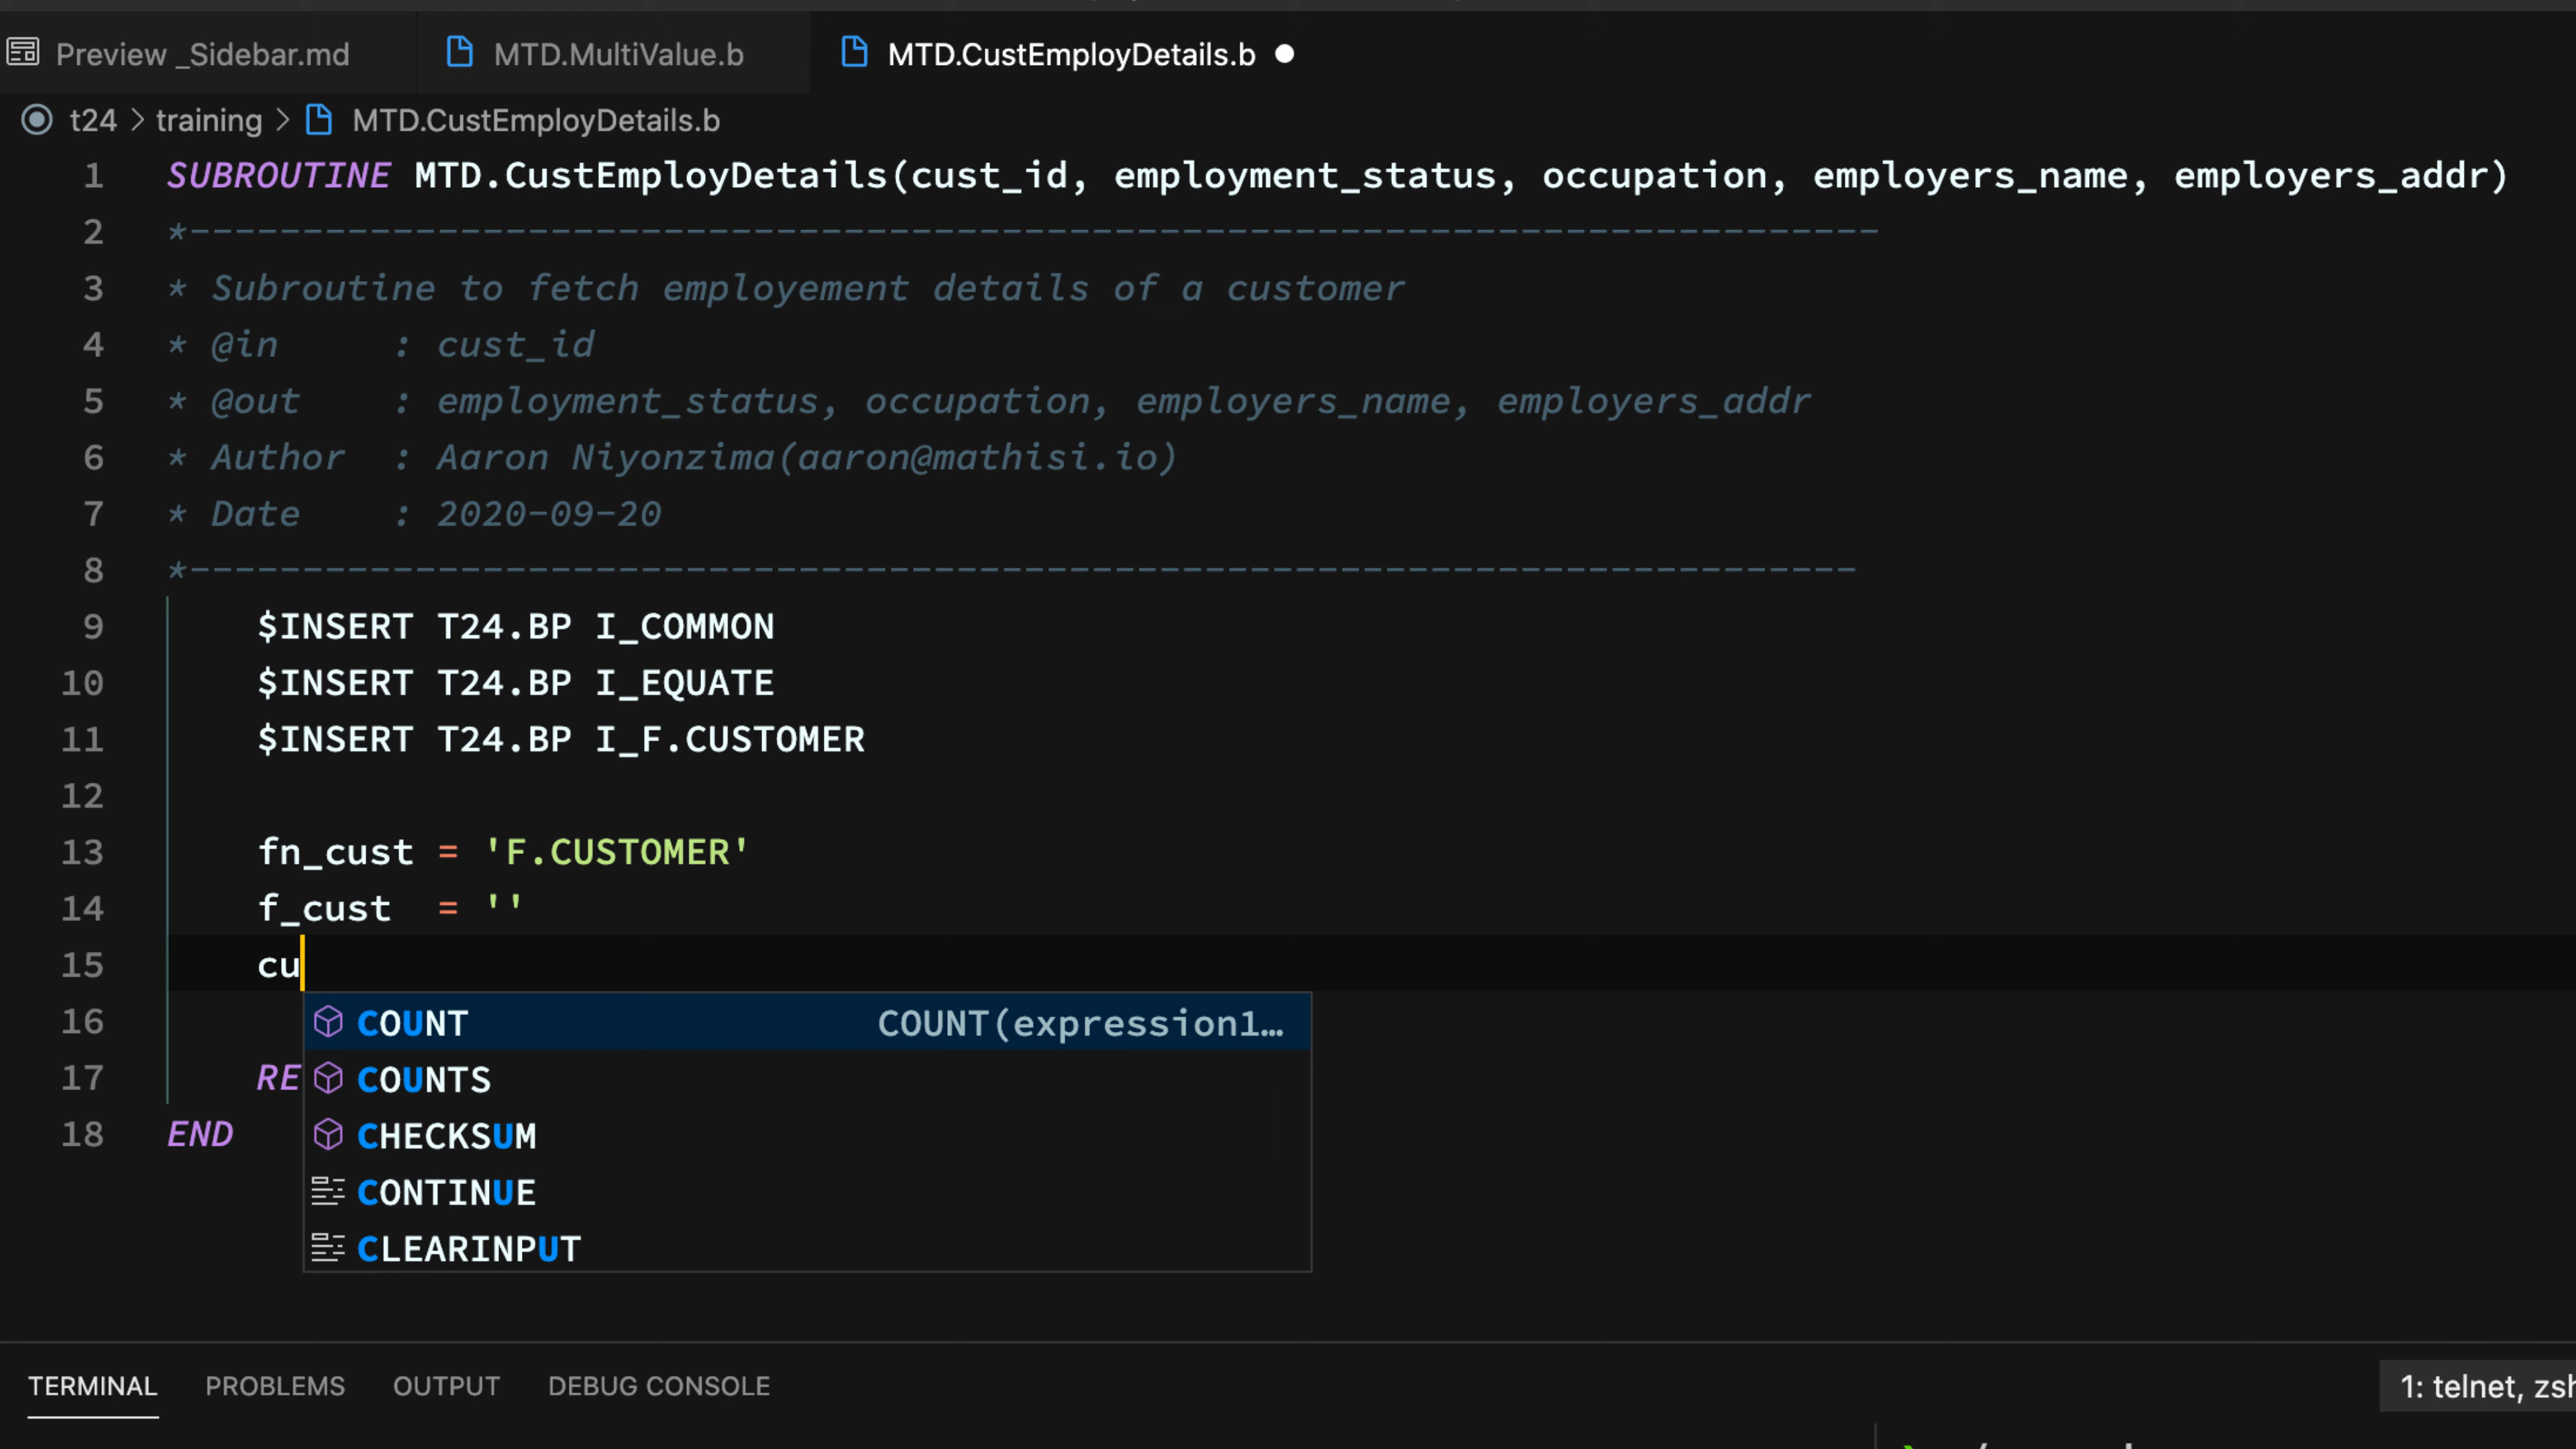 Preview _Sidebar.md MTD.MultiValue.b MTD.CustEmployDetails.b
t24 > training > MTD.CustEmployDetails.b
1 SUBROUTINE MTD.CustEmployDetails(cust_id, employment_status, occupation, employers_name, employers_addr)
2 *---------------------------------------------------------------------------
3 * Subroutine to fetch employement details of a customer
4 * @in : cust_id
5 * @out : employment_status, occupation, employers_name, employers_addr
6 * Author : Aaron Niyonzima(aaron@mathisi.io)
7 * Date : 2020-09-20
8 *--------------------------------------------------------------------------
9 $INSERT T24.BP I_COMMON
10 $INSERT T24.BP I_EQUATE
11 $INSERT T24.BP I_F.CUSTOMER
12
13 fn_cust = 'F.CUSTOMER'
14 f_cust = ''
15 cu
16 COUNT COUNT(expression1…
17 RE COUNTS
18 END CHECKSUM
CONTINUE
CLEARINPUT
TERMINAL PROBLEMS OUTPUT DEBUG CONSOLE 1: telnet, zsh